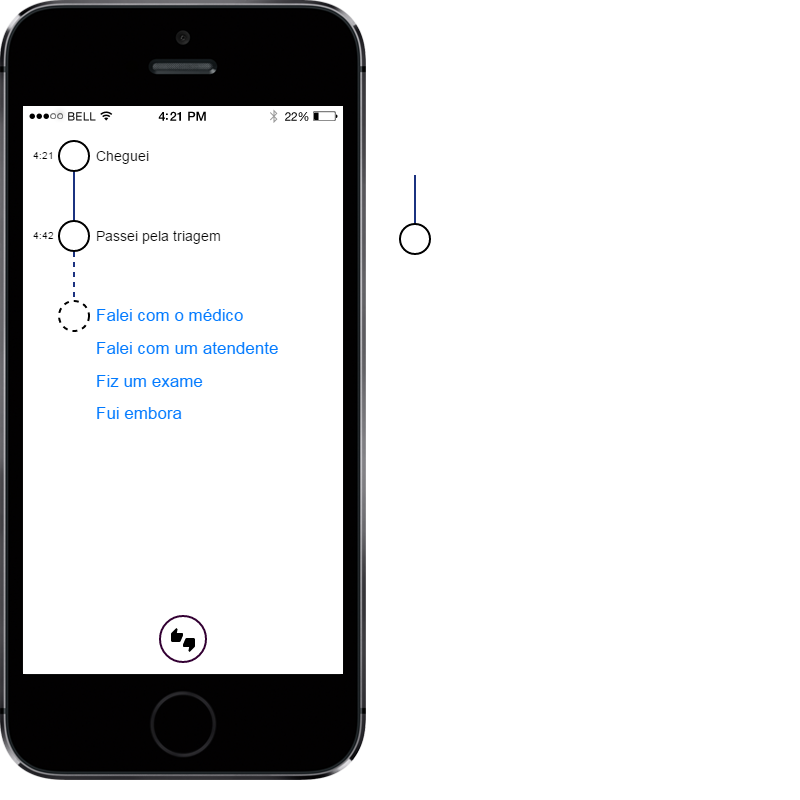 BELL 4:21 PM 22%
4:21 Cheguei
4:42 Passei pela triagem
Falei com o médico
Falei com um atendente
Fiz um exame
Fui embora